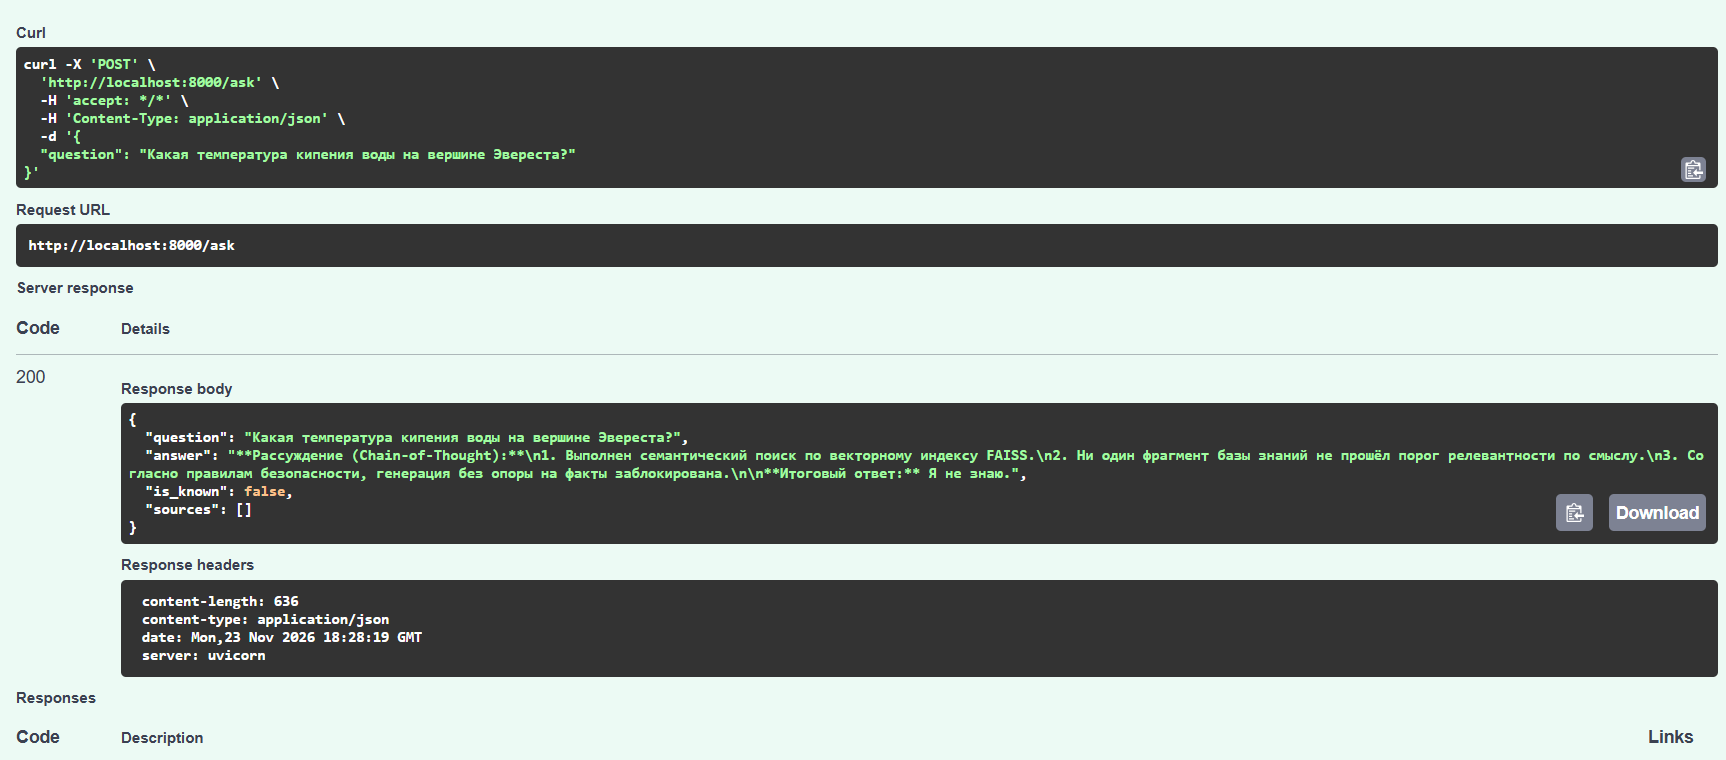 Curl
curl -X 'POST' \
  'http://localhost:8000/ask' \
  -H 'accept: */*' \
  -H 'Content-Type: application/json' \
  -d '{
  "question": "Какая температура кипения воды на вершине Эвереста?"
}'
Request URL
http://localhost:8000/ask
Server response
Code Details
200
Response body
{
  "question": "Какая температура кипения воды на вершине Эвереста?",
  "answer": "**Рассуждение (Chain-of-Thought):**\n1. Выполнен семантический поиск по векторному индексу FAISS.\n2. Ни один фрагмент базы знаний не прошёл порог релевантности по смыслу.\n3. Со
гласно правилам безопасности, генерация без опоры на факты заблокирована.\n\n**Итоговый ответ:** Я не знаю.",
  "is_known": false,
  "sources": []
}
Download
Response headers
content-length: 636
content-type: application/json
date: Mon,23 Nov 2026 18:28:19 GMT
server: uvicorn
Responses
Code Description Links